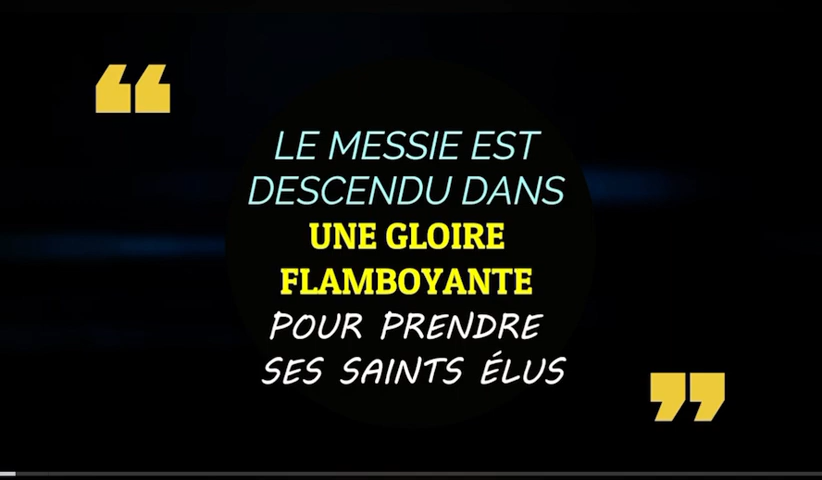 LE MESSIE EST
DESCENDU DANS
UNE GLOIRE
FLAMBOYANTE
POUR PRENDRE
SES SAINTS ÉLUS